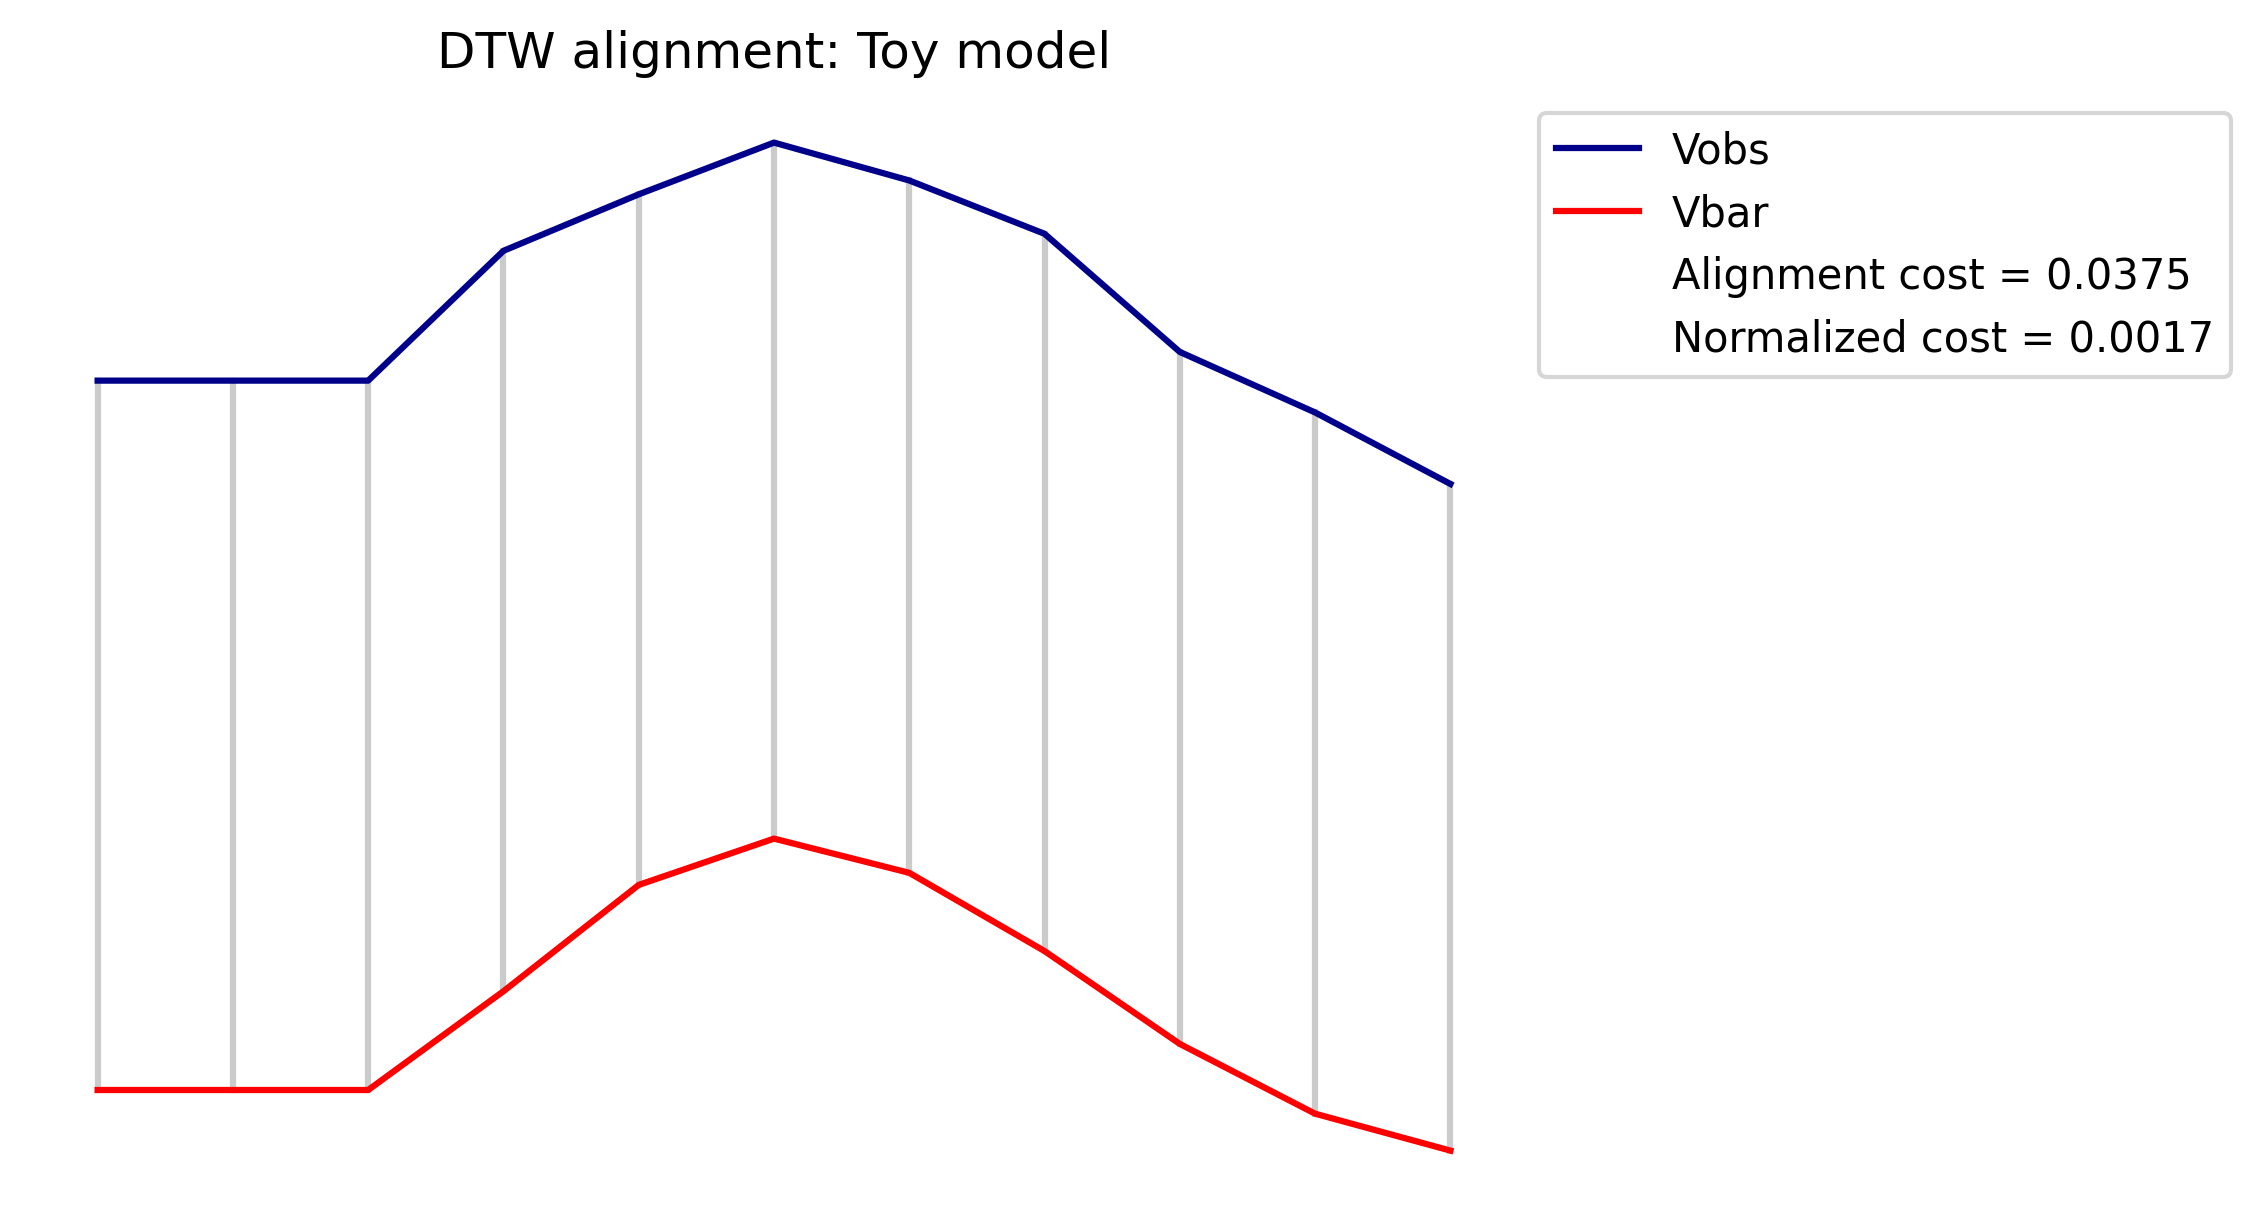 DTW alignment: Toy model
Vobs
Vbar
Alignment cost = 0.0375
Normalized cost = 0.0017